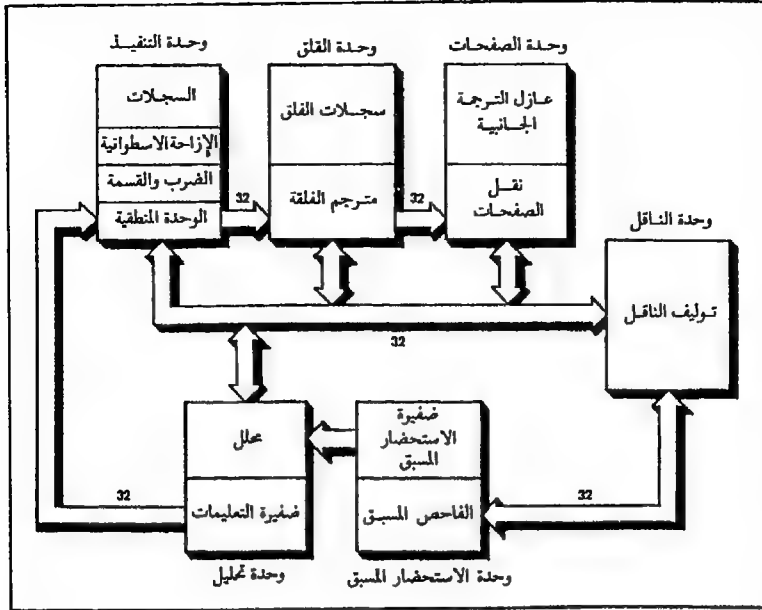 وحدة التنفيذ
وحدة القلق
وحدة الصفحات
السجلات
الإزاحة الاسطوانية
الضرب والقسمة
الوحدة المنطقية
سجلات الفلق
مترجم الفلقة
عازل الترجمة
الجانبية
نقل
الصفحات
32
32
وحدة الناقل
توليف الناقل
32
محلل
ضفيرة التعليمات
وحدة تحليل
ضفيرة
الاستحضار
المسبق
الفاحص المسبق
وحدة الاستحضار المسبق
32
32